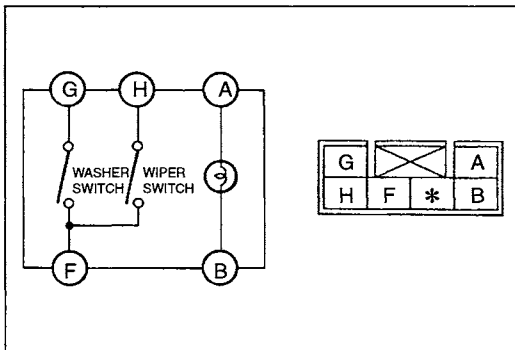 G H A
WASHER WIPER
SWITCH SWITCH
F B
G A
H F * B